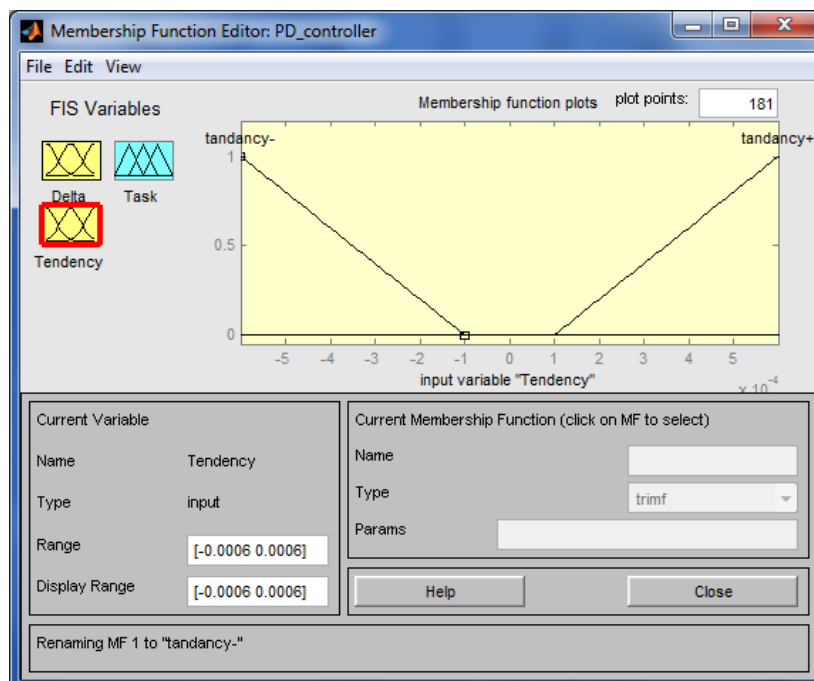 Membership Function Editor: PD_controller
File Edit View
FIS Variables
Delta
Task
Tendency
Membership function plots
plot points:
181
tandancy-
tandancy+
1
0.5
0
-5 -4 -3 -2 -1 0 1 2 3 4 5
input variable "Tendency"
x 10^-4
Current Variable
Name Tendency
Type input
Range [-0.0006 0.0006]
Display Range [-0.0006 0.0006]
Current Membership Function (click on MF to select)
Name
Type trimf
Params
Help Close
Renaming MF 1 to "tandancy-"